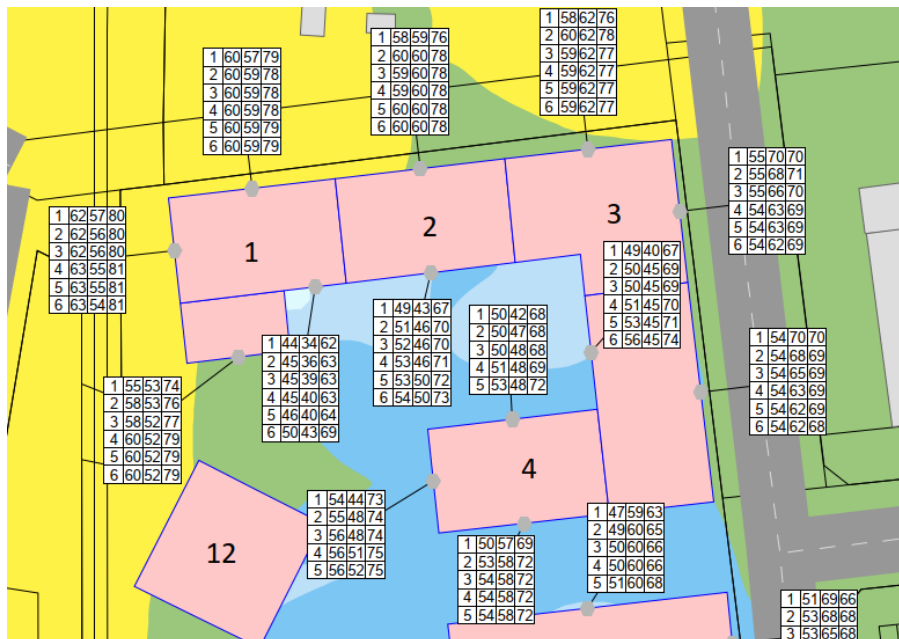 1 58 62 76
2 60 62 78
3 59 62 77
4 59 62 77
5 59 62 77
6 59 62 77
1 58 59 76
2 60 60 78
3 59 60 78
4 59 60 78
5 60 60 78
6 60 60 78
1 60 57 79
2 60 59 78
3 60 59 78
4 60 59 78
5 60 59 79
6 60 59 79
1 55 70 70
2 55 68 71
3 55 66 70
4 54 63 69
5 54 63 69
6 54 62 69
1 62 57 80
2 62 56 80
3 62 56 80
4 63 55 81
5 63 55 81
6 63 54 81
1
2
3
1 49 40 67
2 50 45 69
3 50 45 69
4 51 45 70
5 53 45 71
6 56 45 74
1 49 43 67
2 51 46 70
3 52 46 70
4 53 46 71
5 53 50 72
6 54 50 73
1 50 42 68
2 50 47 68
3 50 48 68
4 51 48 69
5 53 48 72
1 44 34 62
2 45 36 63
3 45 39 63
4 45 40 63
5 46 40 64
6 50 43 69
1 54 70 70
2 54 68 69
3 54 65 69
4 54 63 69
5 54 62 69
6 54 62 68
1 55 53 74
2 58 53 76
3 58 52 77
4 60 52 79
5 60 52 79
6 60 52 79
4
1 54 44 73
2 55 48 74
3 56 48 74
4 56 51 75
5 56 52 75
1 47 59 63
2 49 60 65
3 50 60 66
4 50 60 66
5 51 60 68
12
1 50 57 69
2 53 58 72
3 54 58 72
4 54 58 72
5 54 58 72
1 51 69 66
2 53 68 68
3 53 65 68